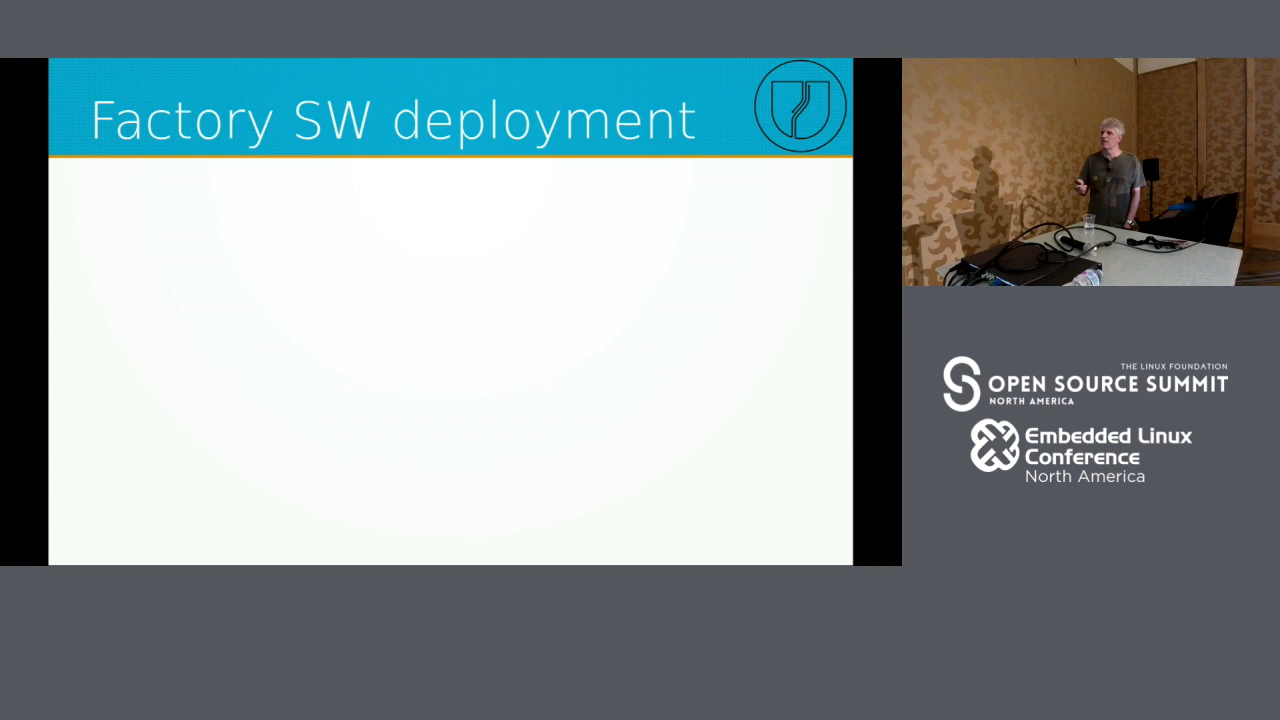 Factory SW deployment
THE LINUX FOUNDATION
OPEN SOURCE SUMMIT
NORTH AMERICA
Embedded Linux
Conference
North America